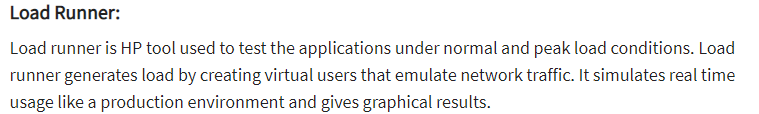 Load Runner:
Load runner is HP tool used to test the applications under normal and peak load conditions. Load
runner generates load by creating virtual users that emulate network traffic. It simulates real time
usage like a production environment and gives graphical results.